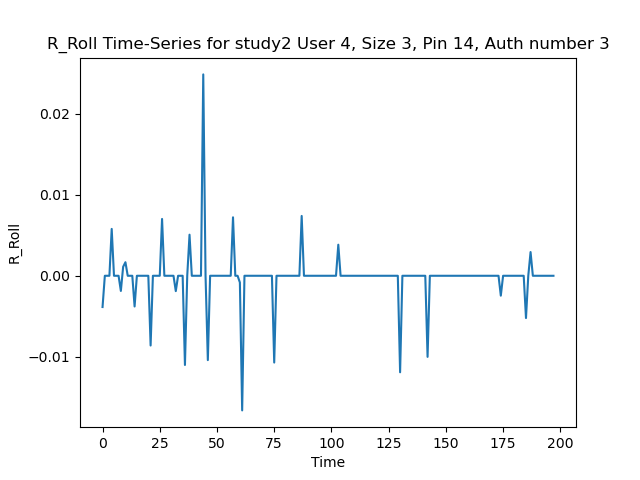 R_Roll Time-Series for study2 User 4, Size 3, Pin 14, Auth number 3
0.02
0.01
0.00
−0.01
R_Roll
0 25 50 75 100 125 150 175 200
Time